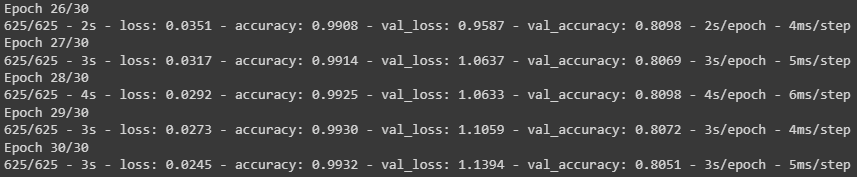 Epoch 26/30
625/625 - 2s - loss: 0.0351 - accuracy: 0.9908 - val_loss: 0.9587 - val_accuracy: 0.8098 - 2s/epoch - 4ms/step
Epoch 27/30
625/625 - 3s - loss: 0.0317 - accuracy: 0.9914 - val_loss: 1.0637 - val_accuracy: 0.8069 - 3s/epoch - 5ms/step
Epoch 28/30
625/625 - 4s - loss: 0.0292 - accuracy: 0.9925 - val_loss: 1.0633 - val_accuracy: 0.8098 - 4s/epoch - 6ms/step
Epoch 29/30
625/625 - 3s - loss: 0.0273 - accuracy: 0.9930 - val_loss: 1.1059 - val_accuracy: 0.8072 - 3s/epoch - 4ms/step
Epoch 30/30
625/625 - 3s - loss: 0.0245 - accuracy: 0.9932 - val_loss: 1.1394 - val_accuracy: 0.8051 - 3s/epoch - 5ms/step